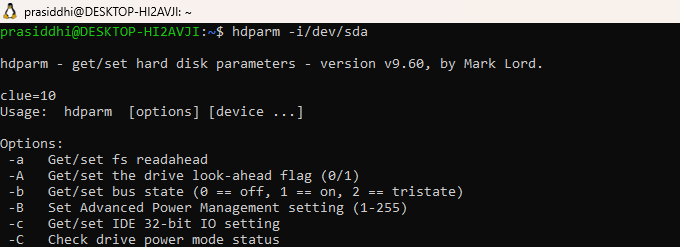 prasiddhi@DESKTOP-HI2AVJI: ~
prasiddhi@DESKTOP-HI2AVJI:~$ hdparm -i/dev/sda
hdparm - get/set hard disk parameters - version v9.60, by Mark Lord.
clue=10
Usage:  hdparm  [options] [device ...]
Options:
 -a   Get/set fs readahead
 -A   Get/set the drive look-ahead flag (0/1)
 -b   Get/set bus state (0 == off, 1 == on, 2 == tristate)
 -B   Set Advanced Power Management setting (1-255)
 -c   Get/set IDE 32-bit IO setting
 -C   Check drive power mode status